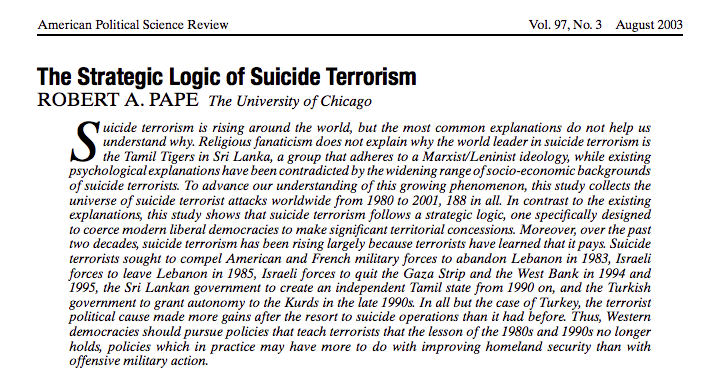 American Political Science Review Vol. 97, No. 3 August 2003
The Strategic Logic of Suicide Terrorism
ROBERT A. PAPE The University of Chicago
Suicide terrorism is rising around the world, but the most common explanations do not help us
understand why. Religious fanaticism does not explain why the world leader in suicide terrorism is
the Tamil Tigers in Sri Lanka, a group that adheres to a Marxist/Leninist ideology, while existing
psychological explanations have been contradicted by the widening range of socio-economic backgrounds
of suicide terrorists. To advance our understanding of this growing phenomenon, this study collects the
universe of suicide terrorist attacks worldwide from 1980 to 2001, 188 in all. In contrast to the existing
explanations, this study shows that suicide terrorism follows a strategic logic, one specifically designed
to coerce modern liberal democracies to make significant territorial concessions. Moreover, over the past
two decades, suicide terrorism has been rising largely because terrorists have learned that it pays. Suicide
terrorists sought to compel American and French military forces to abandon Lebanon in 1983, Israeli
forces to leave Lebanon in 1985, Israeli forces to quit the Gaza Strip and the West Bank in 1994 and
1995, the Sri Lankan government to create an independent Tamil state from 1990 on, and the Turkish
government to grant autonomy to the Kurds in the late 1990s. In all but the case of Turkey, the terrorist
political cause made more gains after the resort to suicide operations than it had before. Thus, Western
democracies should pursue policies that teach terrorists that the lesson of the 1980s and 1990s no longer
holds, policies which in practice may have more to do with improving homeland security than with
offensive military action.